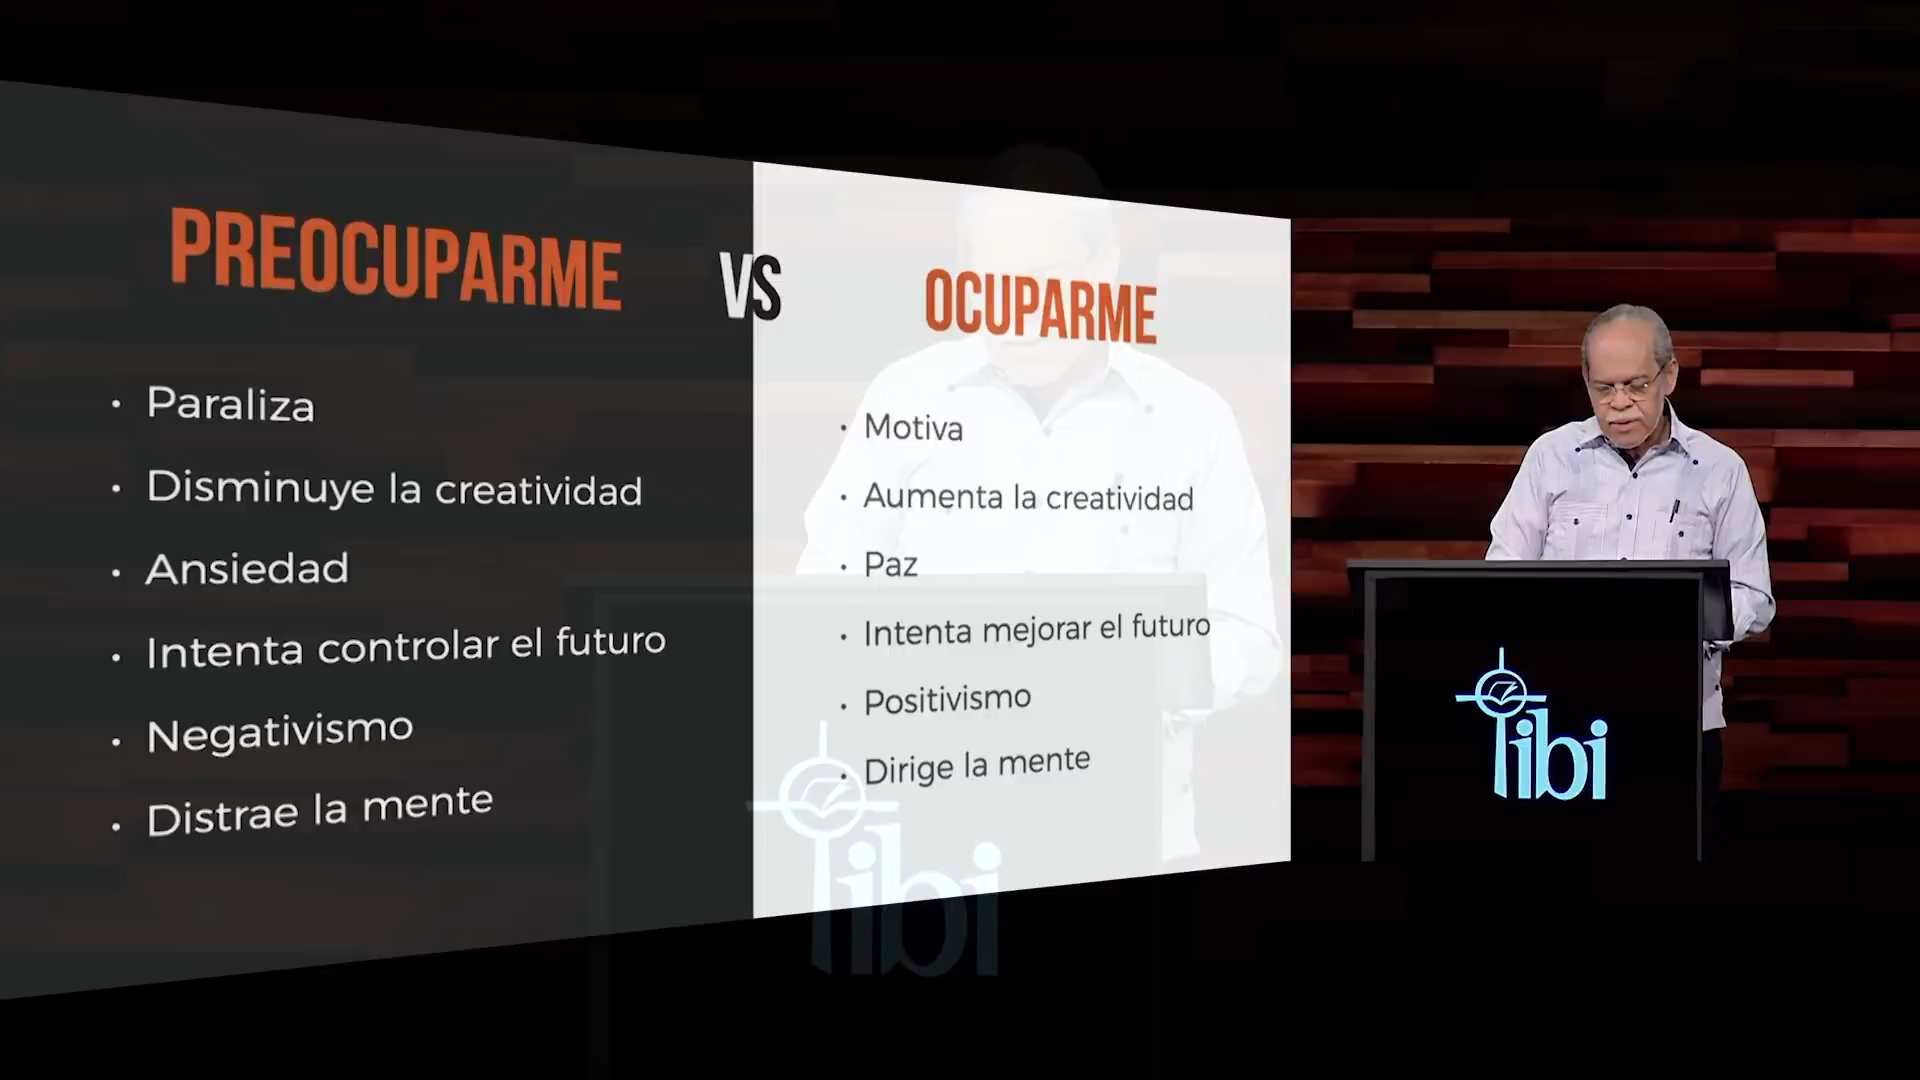 PREOCUPARME
VS
OCUPARME
• Paraliza
• Disminuye la creatividad
• Ansiedad
• Intenta controlar el futuro
• Negativismo
• Distrae la mente
• Motiva
• Aumenta la creatividad
• Paz
• Intenta mejorar el futuro
• Positivismo
• Dirige la mente
ibi
ibi